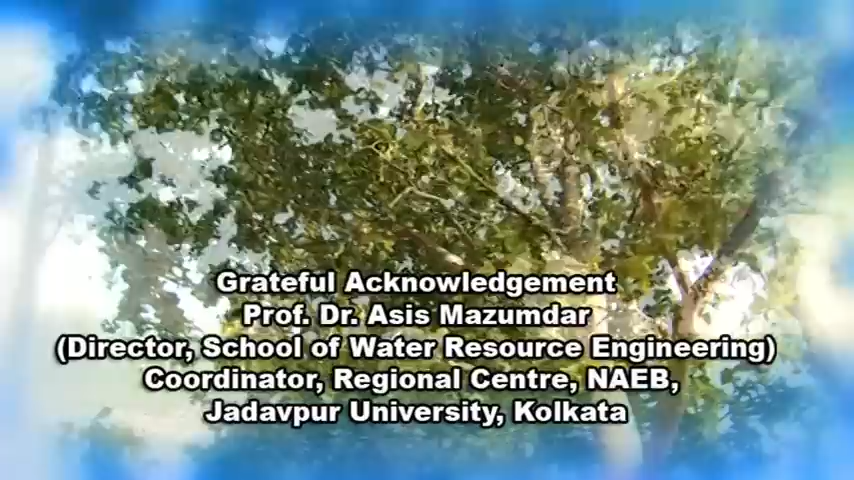 Grateful Acknowledgement
Prof. Dr. Asis Mazumdar
(Director, School of Water Resource Engineering)
Coordinator, Regional Centre, NAEB,
Jadavpur University, Kolkata